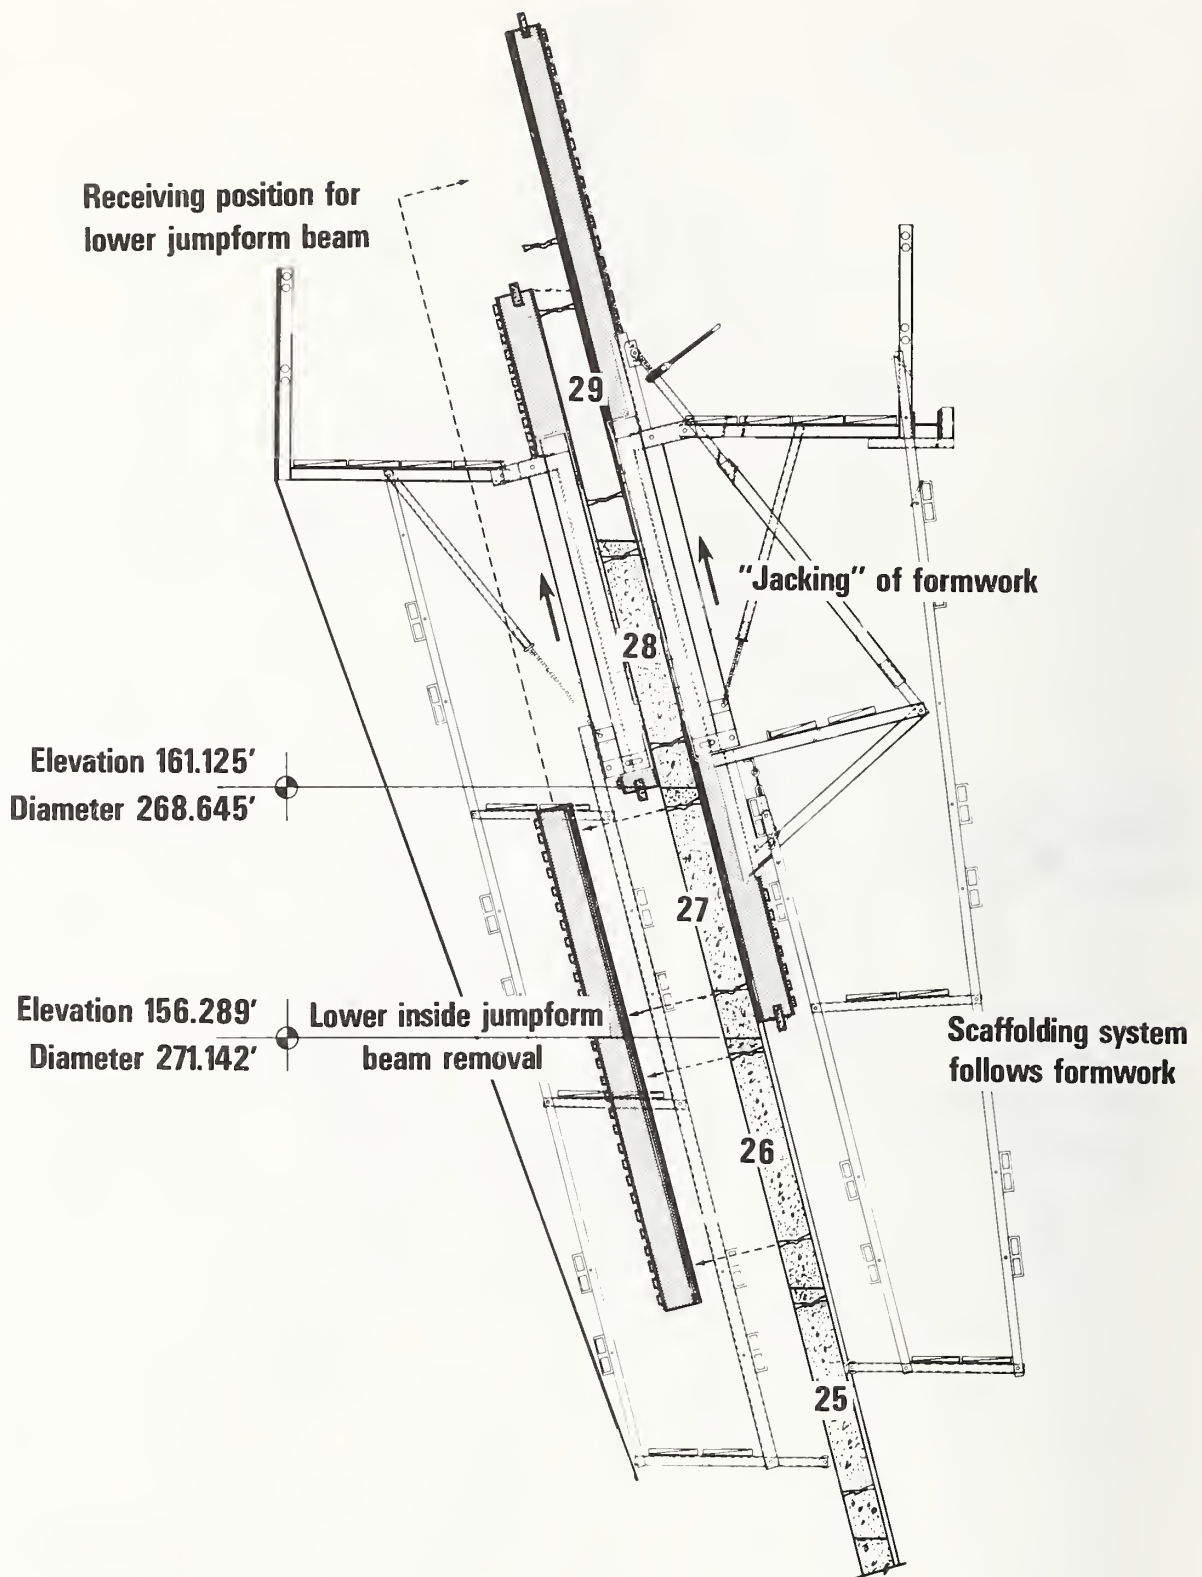 Receiving position for
lower jumpform beam
29
"Jacking" of formwork
28
Elevation 161.125'
Diameter 268.645'
27
Elevation 156.289'
Diameter 271.142'
Lower inside jumpform
beam removal
Scaffolding system
follows formwork
26
25